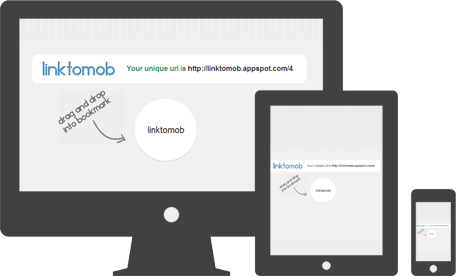 linktomob Your unique url is http://linktomob.appspot.com/4
drag and drop
into bookmark
linktomob
linktomob Your unique url is http://linktomob.appspot.com/4
drag and drop
into bookmark
linktomob